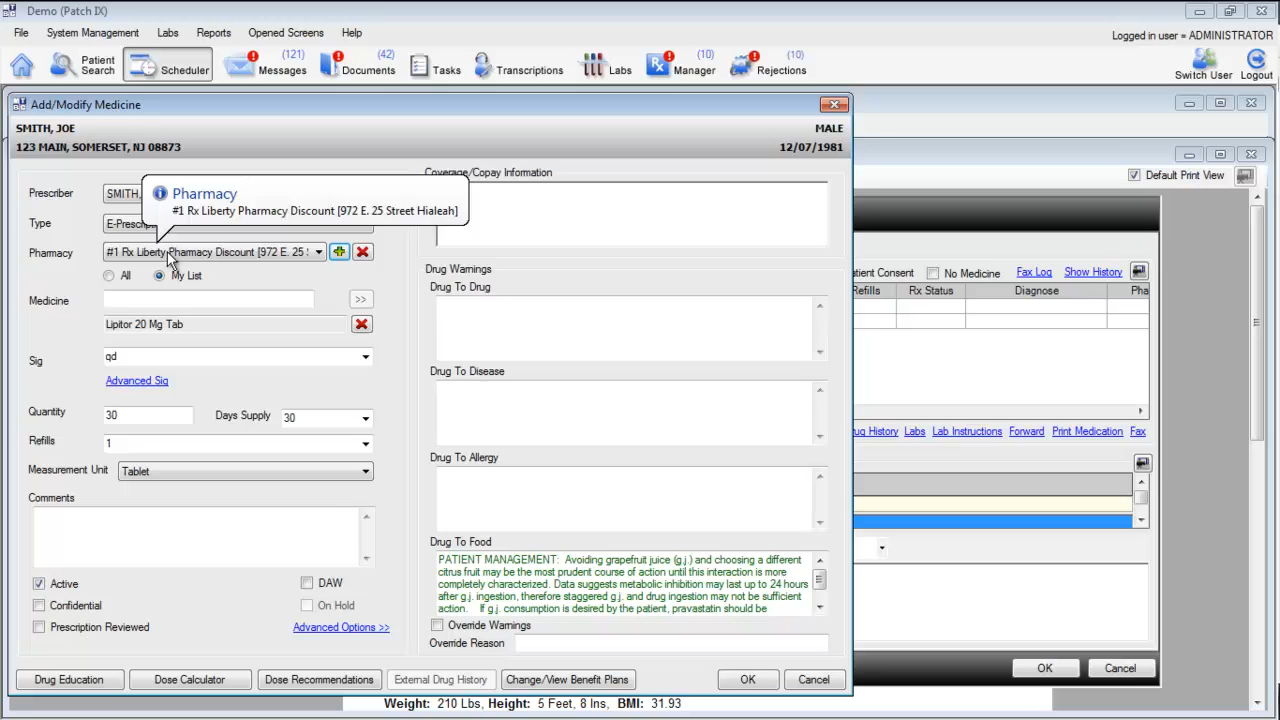 Demo (Patch IX)
File System Management Labs Reports Opened Screens Help
Logged in user = ADMINISTRATOR
Patient Search
Scheduler
(121) Messages
(42) Documents
Tasks
Transcriptions
Labs
(10) Manager
(10) Rejections
Switch User
Logout
Add/Modify Medicine
SMITH, JOE MALE
123 MAIN, SOMERSET, NJ 08873 12/07/1981
Prescriber SMITH,
Pharmacy
#1 Rx Liberty Pharmacy Discount [972 E. 25 Street Hialeah]
Type
Pharmacy #1 Rx Liberty Pharmacy Discount [972 E. 25
All My List
Medicine
Lipitor 20 Mg Tab
Sig qd
Advanced Sig
Quantity 30 Days Supply 30
Refills 1
Measurement Unit Tablet
Comments
Active DAW
Confidential On Hold
Prescription Reviewed Advanced Options >>
Coverage/Copay Information
Drug Warnings
Drug To Drug
Drug To Disease
Drug To Allergy
Drug To Food
PATIENT MANAGEMENT: Avoiding grapefruit juice (g.j.) and choosing a different
citrus fruit may be the most prudent course of action until this interaction is more
completely characterized. Data suggests metabolic inhibition may last up to 24 hours
after g.j. ingestion, therefore staggered g.j. and drug ingestion may not be sufficient
action. If g.j. consumption is desired by the patient, pravastatin should be
Override Warnings
Override Reason
Drug Education Dose Calculator Dose Recommendations External Drug History Change/View Benefit Plans OK Cancel
Default Print View
Consent No Medicine Fax Log Show History
Refills Rx Status Diagnose Pha
History Labs Lab Instructions Forward Print Medication Fax
OK Cancel
Weight: 210 Lbs, Height: 5 Feet, 8 Ins, BMI: 31.93